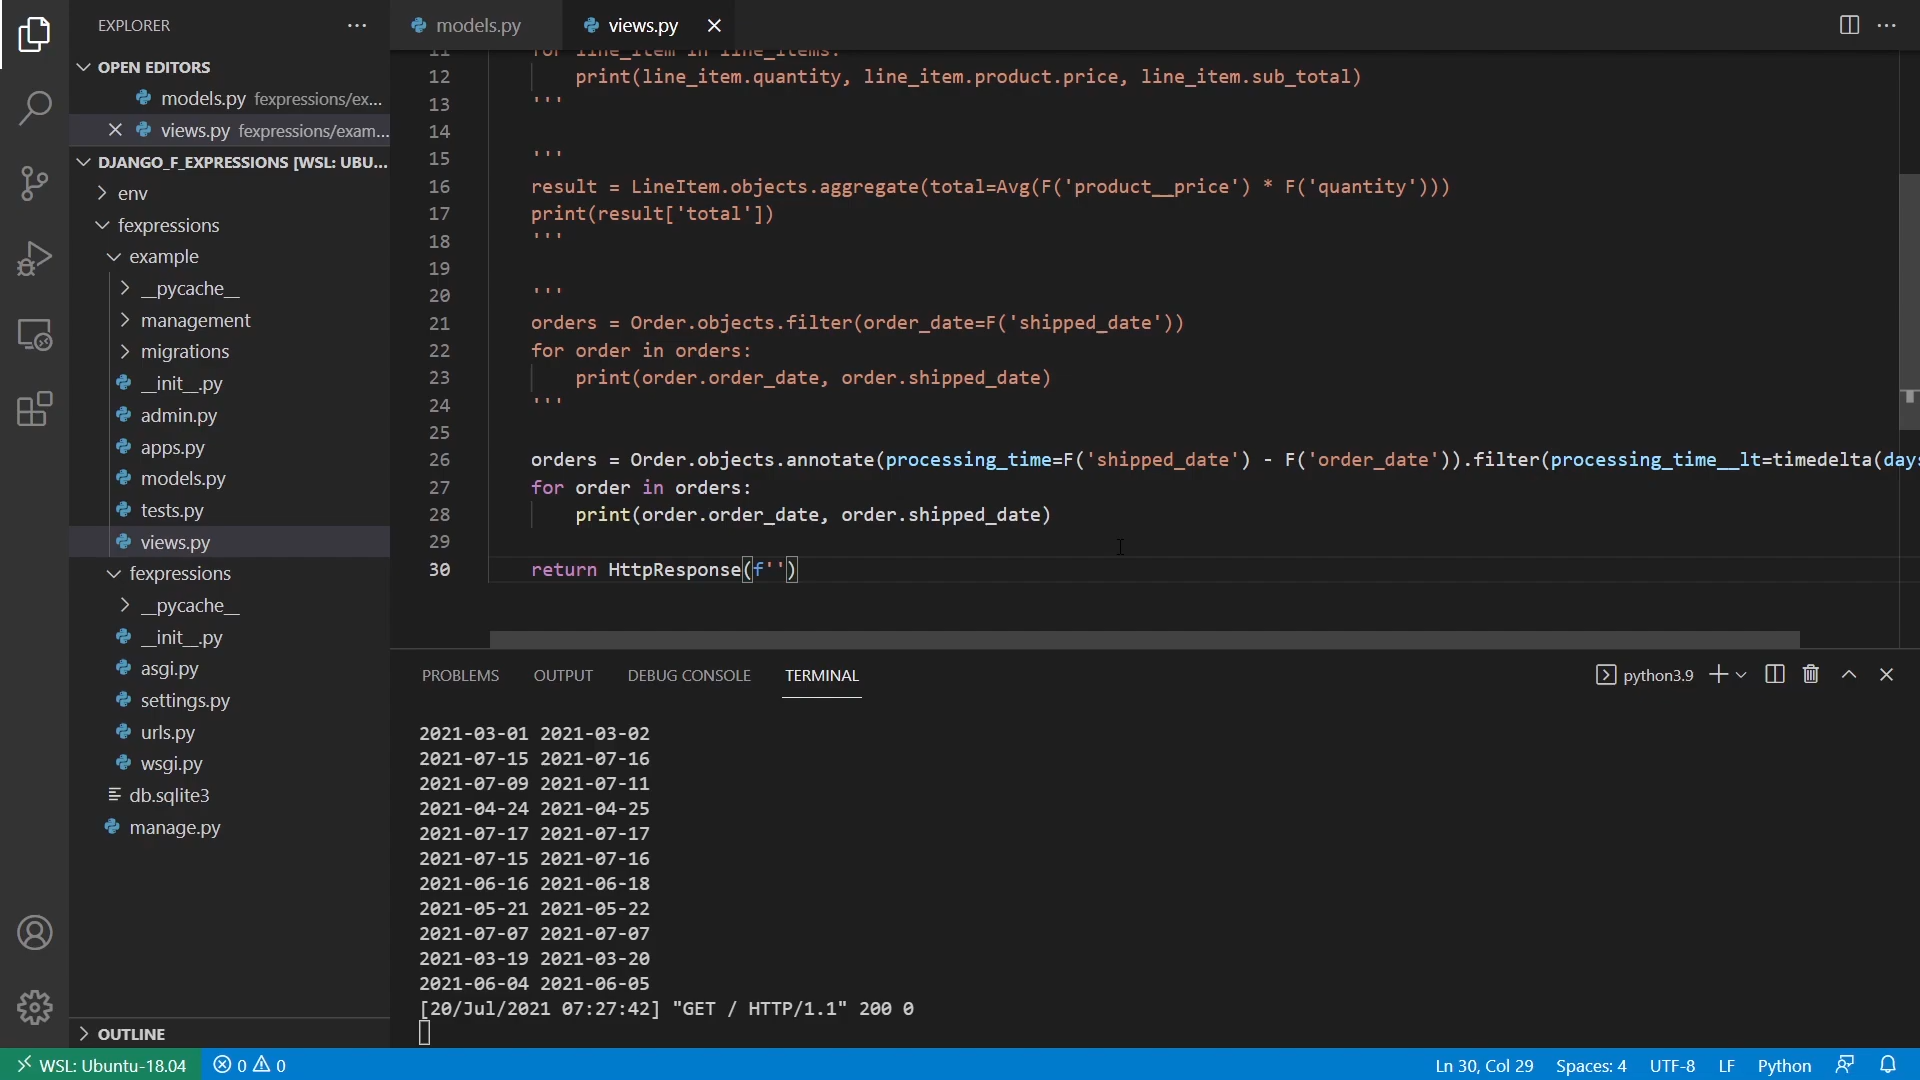 EXPLORER
OPEN EDITORS
models.py fexpressions/ex...
views.py fexpressions/exam...
DJANGO_F_EXPRESSIONS [WSL: UBU...
env
fexpressions
example
__pycache__
management
migrations
__init__.py
admin.py
apps.py
models.py
tests.py
views.py
fexpressions
__pycache__
__init__.py
asgi.py
settings.py
urls.py
wsgi.py
db.sqlite3
manage.py
OUTLINE
models.py
views.py
11 for line_item in line_items:
12 print(line_item.quantity, line_item.product.price, line_item.sub_total)
13 '''
14
15 '''
16 result = LineItem.objects.aggregate(total=Avg(F('product__price') * F('quantity')))
17 print(result['total'])
18 '''
19
20 '''
21 orders = Order.objects.filter(order_date=F('shipped_date'))
22 for order in orders:
23 print(order.order_date, order.shipped_date)
24 '''
25
26 orders = Order.objects.annotate(processing_time=F('shipped_date') - F('order_date')).filter(processing_time__lt=timedelta(days
27 for order in orders:
28 print(order.order_date, order.shipped_date)
29
30 return HttpResponse(f'')
PROBLEMS OUTPUT DEBUG CONSOLE TERMINAL
python3.9
2021-03-01 2021-03-02
2021-07-15 2021-07-16
2021-07-09 2021-07-11
2021-04-24 2021-04-25
2021-07-17 2021-07-17
2021-07-15 2021-07-16
2021-06-16 2021-06-18
2021-05-21 2021-05-22
2021-07-07 2021-07-07
2021-03-19 2021-03-20
2021-06-04 2021-06-05
[20/Jul/2021 07:27:42] "GET / HTTP/1.1" 200 0
WSL: Ubuntu-18.04 0 0 Ln 30, Col 29 Spaces: 4 UTF-8 LF Python